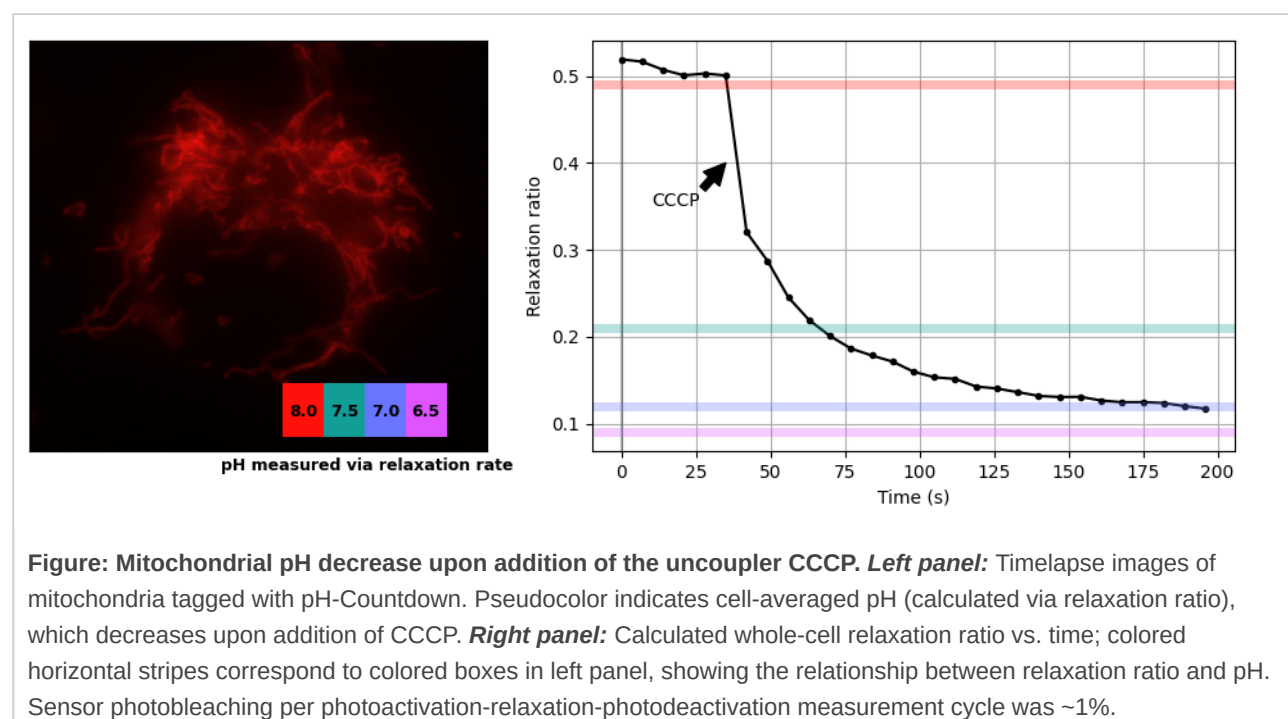 8.0 7.5 7.0 6.5
pH measured via relaxation rate
Relaxation ratio
0.5
0.4
0.3
0.2
0.1
CCCP
0 25 50 75 100 125 150 175 200
Time (s)
Figure: Mitochondrial pH decrease upon addition of the uncoupler CCCP. Left panel: Timelapse images of
mitochondria tagged with pH-Countdown. Pseudocolor indicates cell-averaged pH (calculated via relaxation ratio),
which decreases upon addition of CCCP. Right panel: Calculated whole-cell relaxation ratio vs. time; colored
horizontal stripes correspond to colored boxes in left panel, showing the relationship between relaxation ratio and pH.
Sensor photobleaching per photoactivation-relaxation-photodeactivation measurement cycle was ~1%.